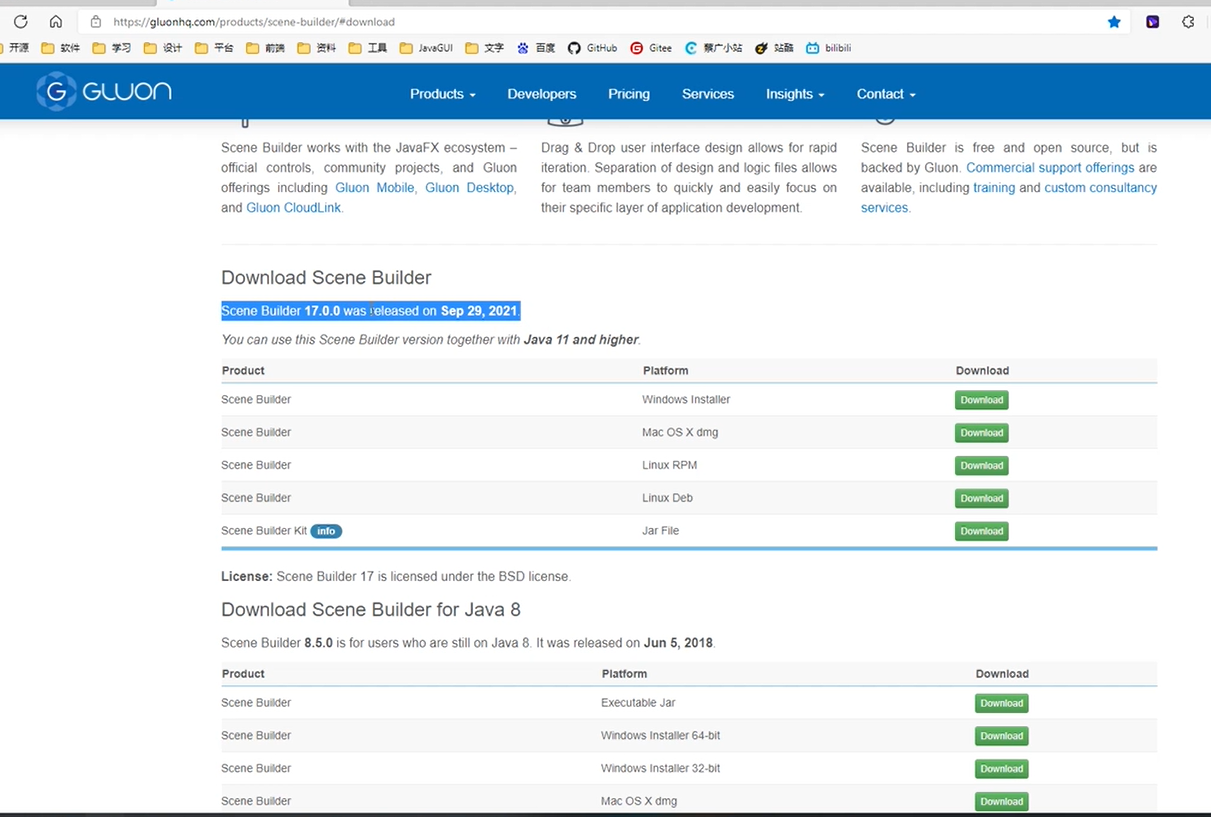 https://gluonhq.com/products/scene-builder/#download
开源 软件 学习 设计 平台 前端 资料 工具 JavaGUI 文字 百度 GitHub Gitee 蔡广小站 站酷 bilibili
GLUON Products Developers Pricing Services Insights Contact
Scene Builder works with the JavaFX ecosystem –
official controls, community projects, and Gluon
offerings including Gluon Mobile, Gluon Desktop,
and Gluon CloudLink.
Drag & Drop user interface design allows for rapid
iteration. Separation of design and logic files allows
for team members to quickly and easily focus on
their specific layer of application development.
Scene Builder is free and open source, but is
backed by Gluon. Commercial support offerings are
available, including training and custom consultancy
services.
Download Scene Builder
Scene Builder 17.0.0 was released on Sep 29, 2021.
You can use this Scene Builder version together with Java 11 and higher.
Product Platform Download
Scene Builder Windows Installer Download
Scene Builder Mac OS X dmg Download
Scene Builder Linux RPM Download
Scene Builder Linux Deb Download
Scene Builder Kit info Jar File Download
License: Scene Builder 17 is licensed under the BSD license.
Download Scene Builder for Java 8
Scene Builder 8.5.0 is for users who are still on Java 8. It was released on Jun 5, 2018.
Product Platform Download
Scene Builder Executable Jar Download
Scene Builder Windows Installer 64-bit Download
Scene Builder Windows Installer 32-bit Download
Scene Builder Mac OS X dmg Download